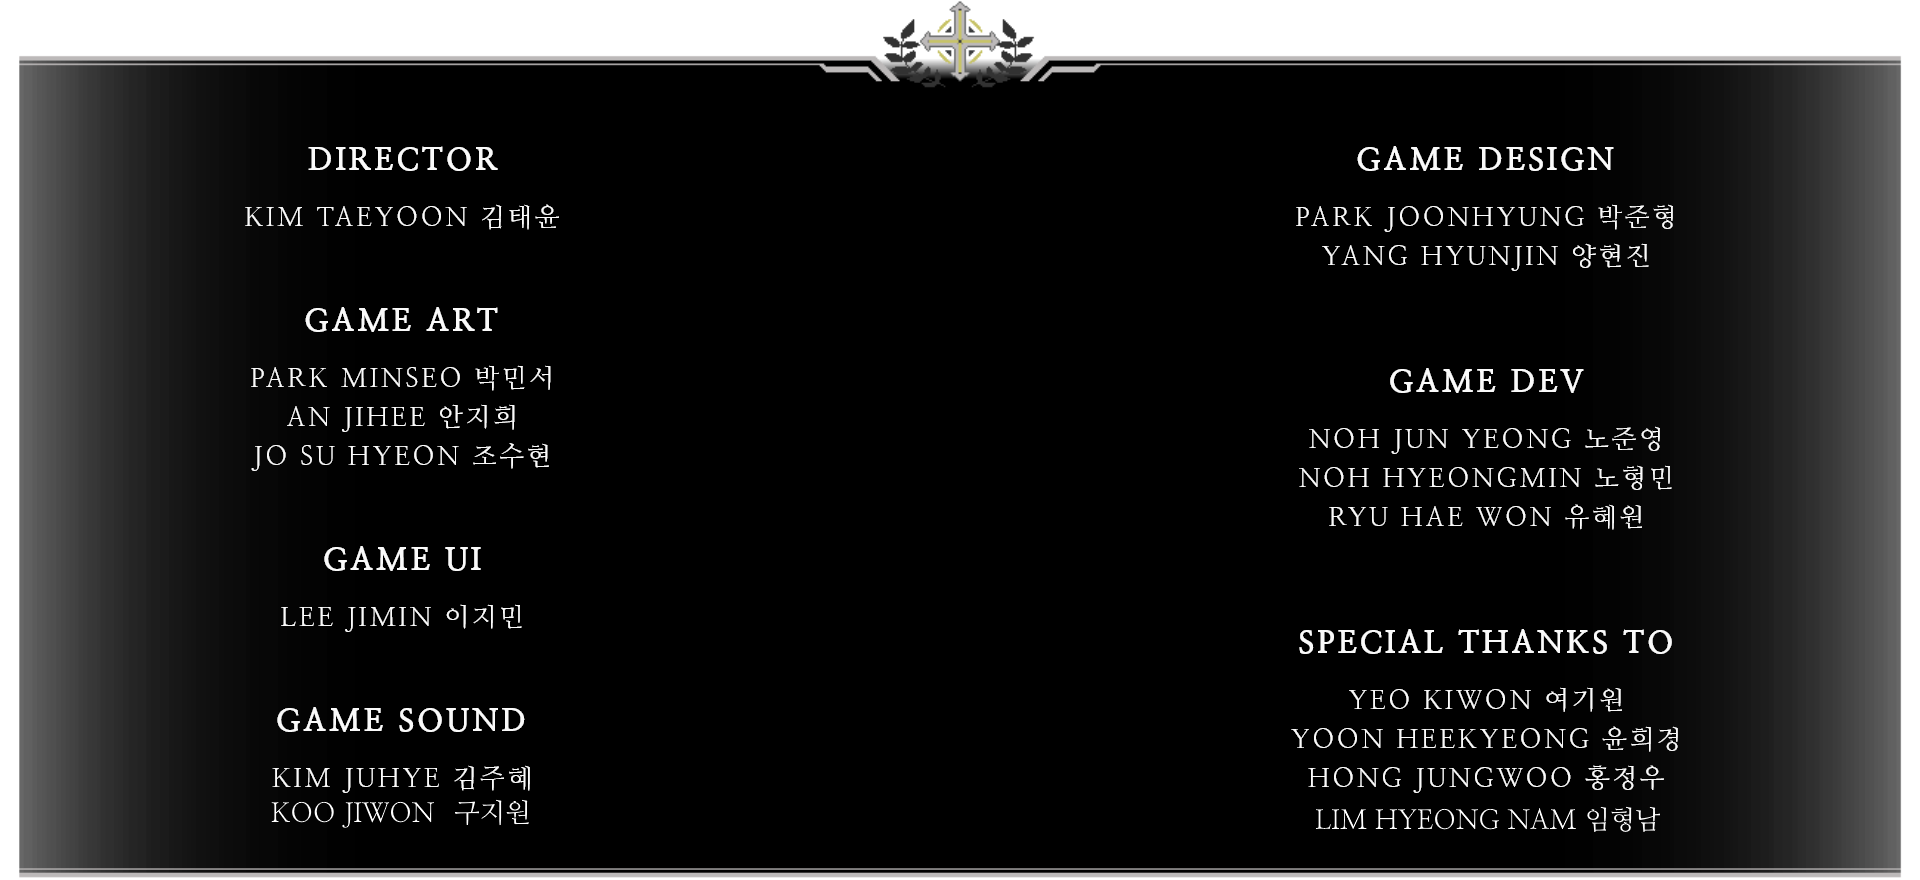 DIRECTOR
KIM TAEYOON 김태윤
GAME ART
PARK MINSEO 박민서
AN JIHEE 안지희
JO SU HYEON 조수현
GAME UI
LEE JIMIN 이지민
GAME SOUND
KIM JUHYE 김주혜
KOO JIWON 구지원
GAME DESIGN
PARK JOONHYUNG 박준형
YANG HYUNJIN 양현진
GAME DEV
NOH JUN YEONG 노준영
NOH HYEONGMIN 노형민
RYU HAE WON 유혜원
SPECIAL THANKS TO
YEO KIWON 여기원
YOON HEEKYEONG 윤희경
HONG JUNGWOO 홍정우
LIM HYEONG NAM 임형남